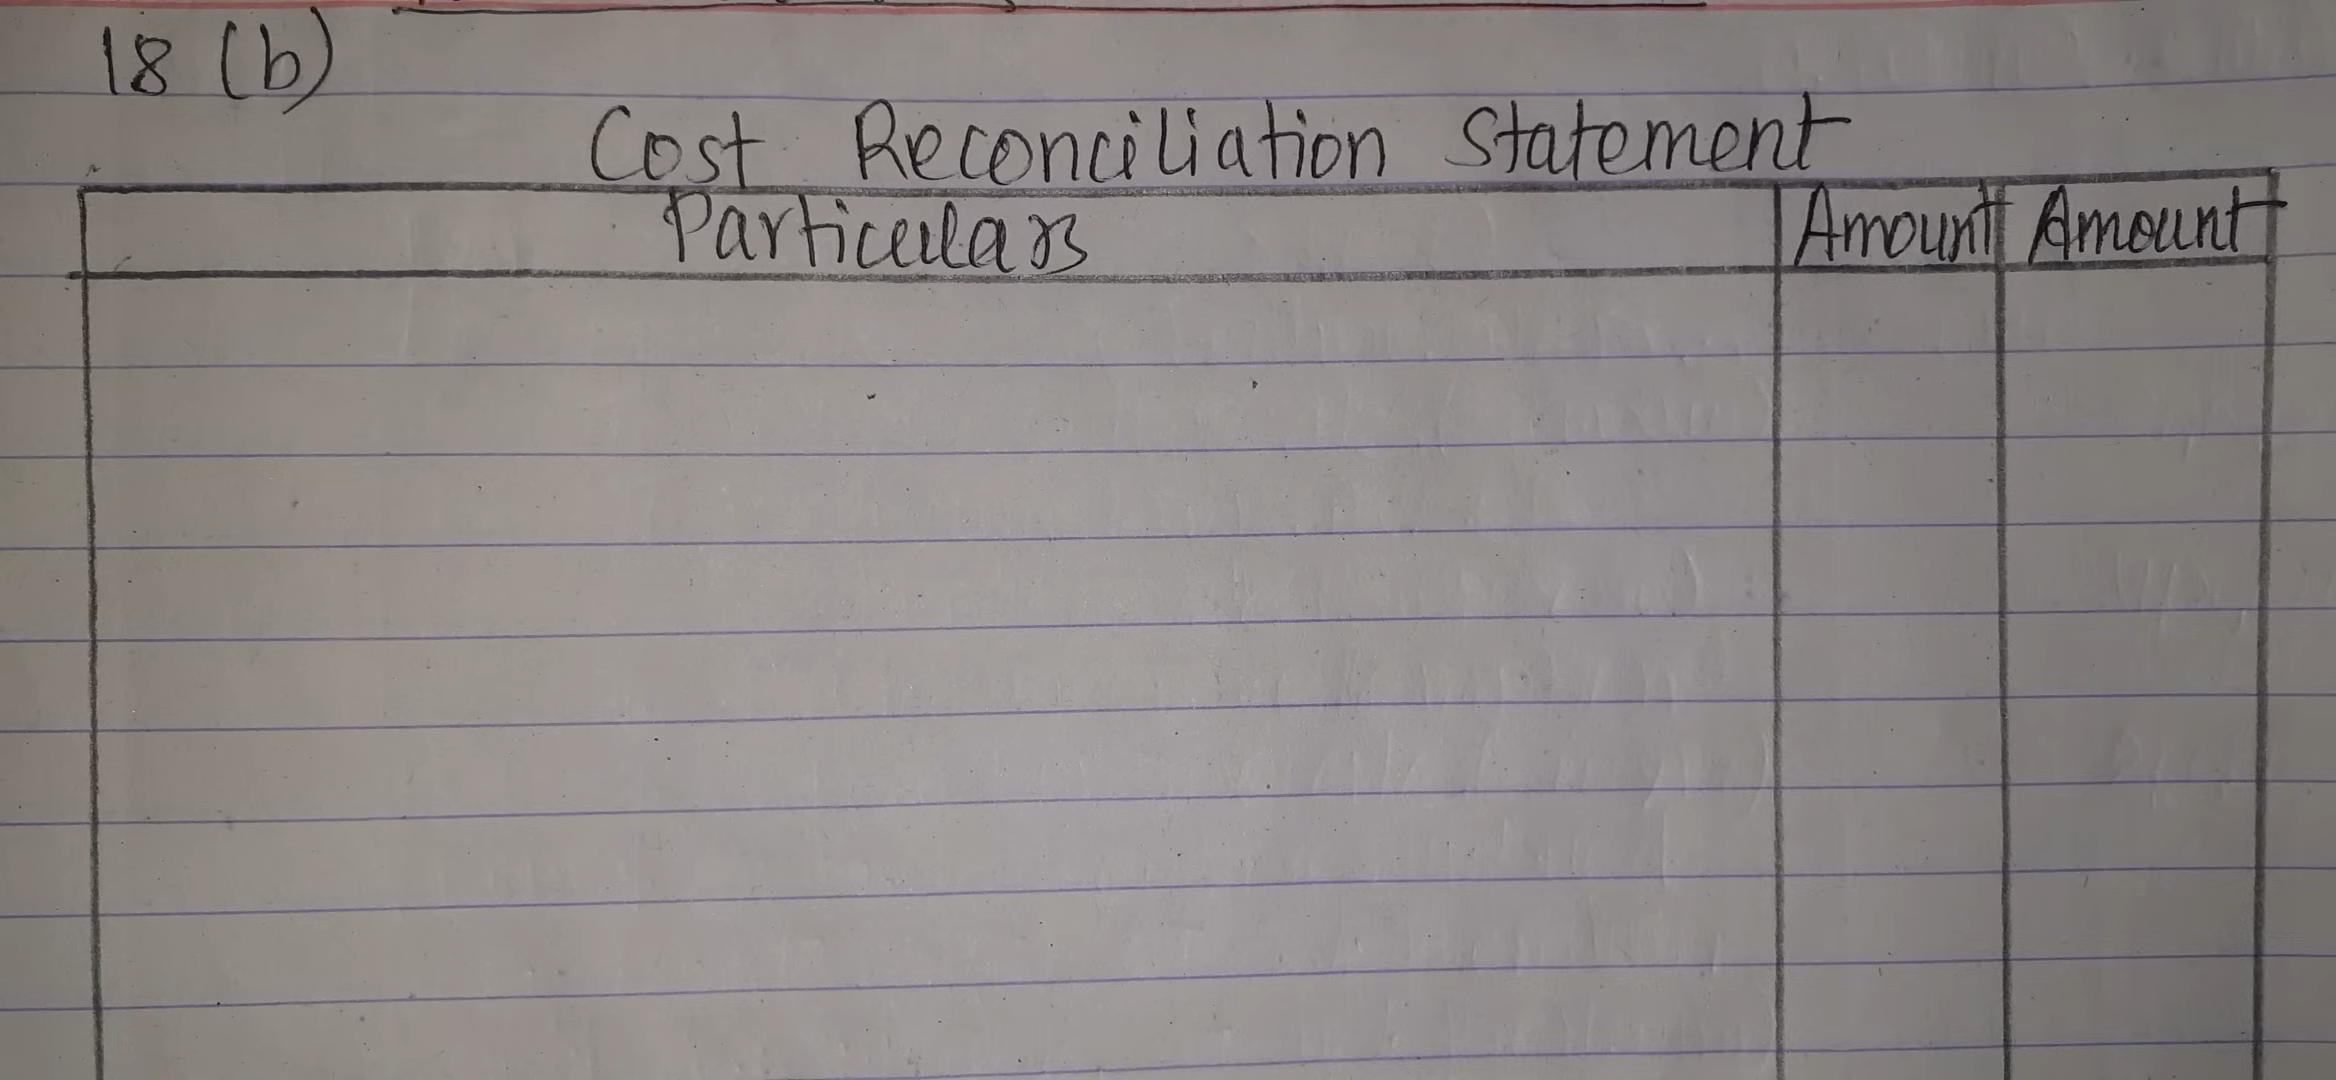 18 (b)
Cost Reconciliation Statement
Particulars Amount Amount